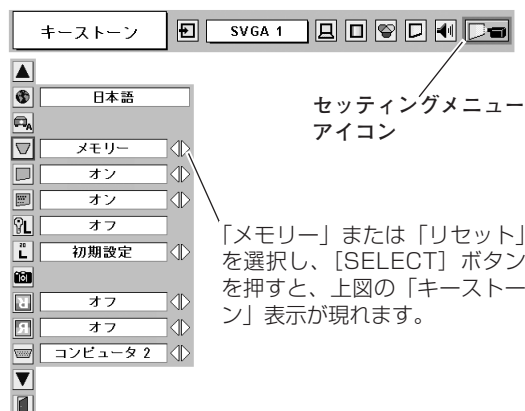 キーストーン
SVGA 1
セッティングメニュー
アイコン
日本語
メモリー
オン
オン
オフ
初期設定
オフ
オフ
コンピュータ 2
「メモリー」または「リセット」
を選択し、［SELECT］ボタン
を押すと、上図の「キーストー
ン」表示が現れます。